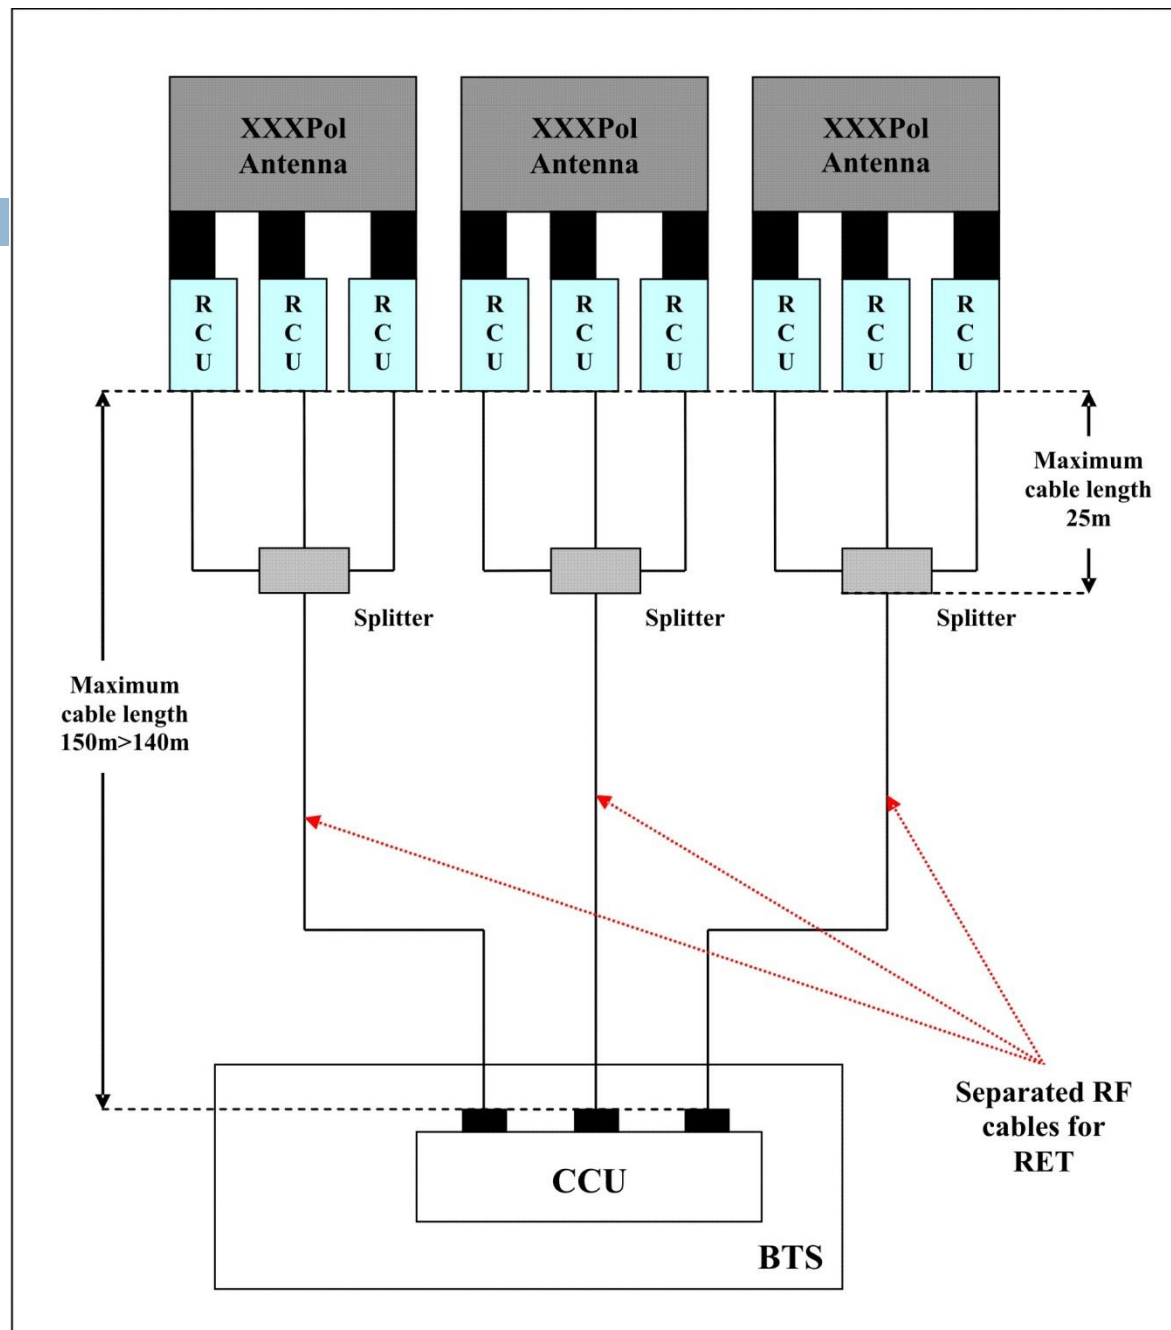 XXXPol
Antenna
XXXPol
Antenna
XXXPol
Antenna
R
C
U
R
C
U
R
C
U
R
C
U
R
C
U
R
C
U
R
C
U
R
C
U
R
C
U
Maximum
cable length
25m
Splitter
Splitter
Splitter
Maximum
cable length
150m>140m
Separated RF
cables for
RET
CCU
BTS